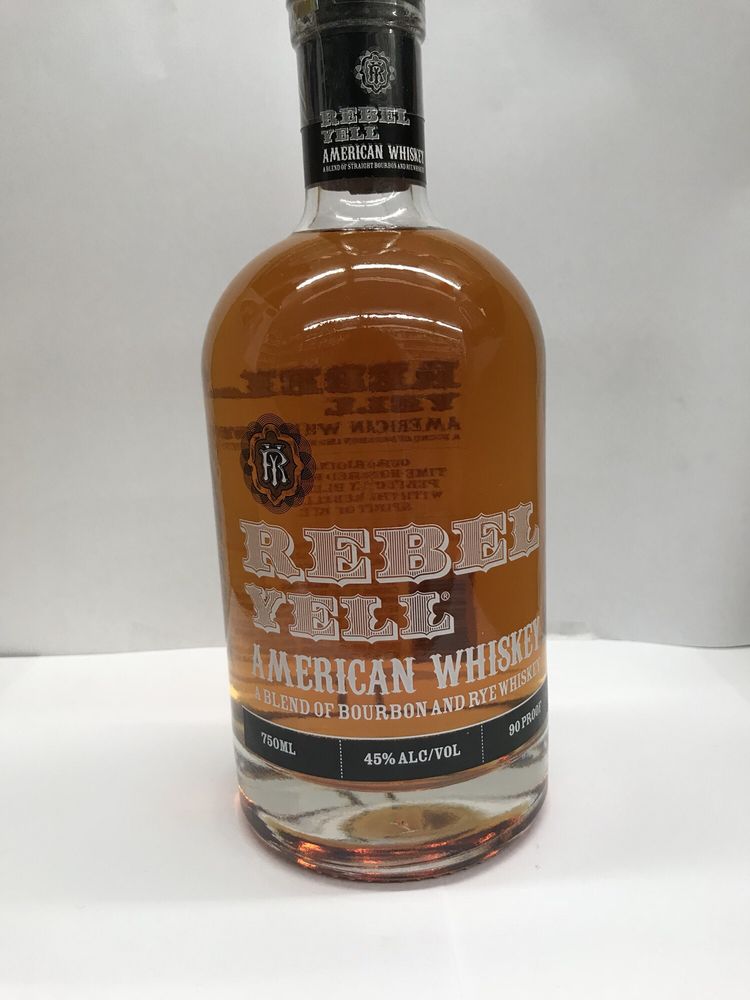 REBEL
YELL
AMERICAN WHISKEY
A BLEND OF STRAIGHT BOURBON AND RYE WHISKEY
REBEL
YELL®
AMERICAN WHISKEY
A BLEND OF BOURBON AND RYE WHISKEY
750ML
45% ALC/VOL
90 PROOF